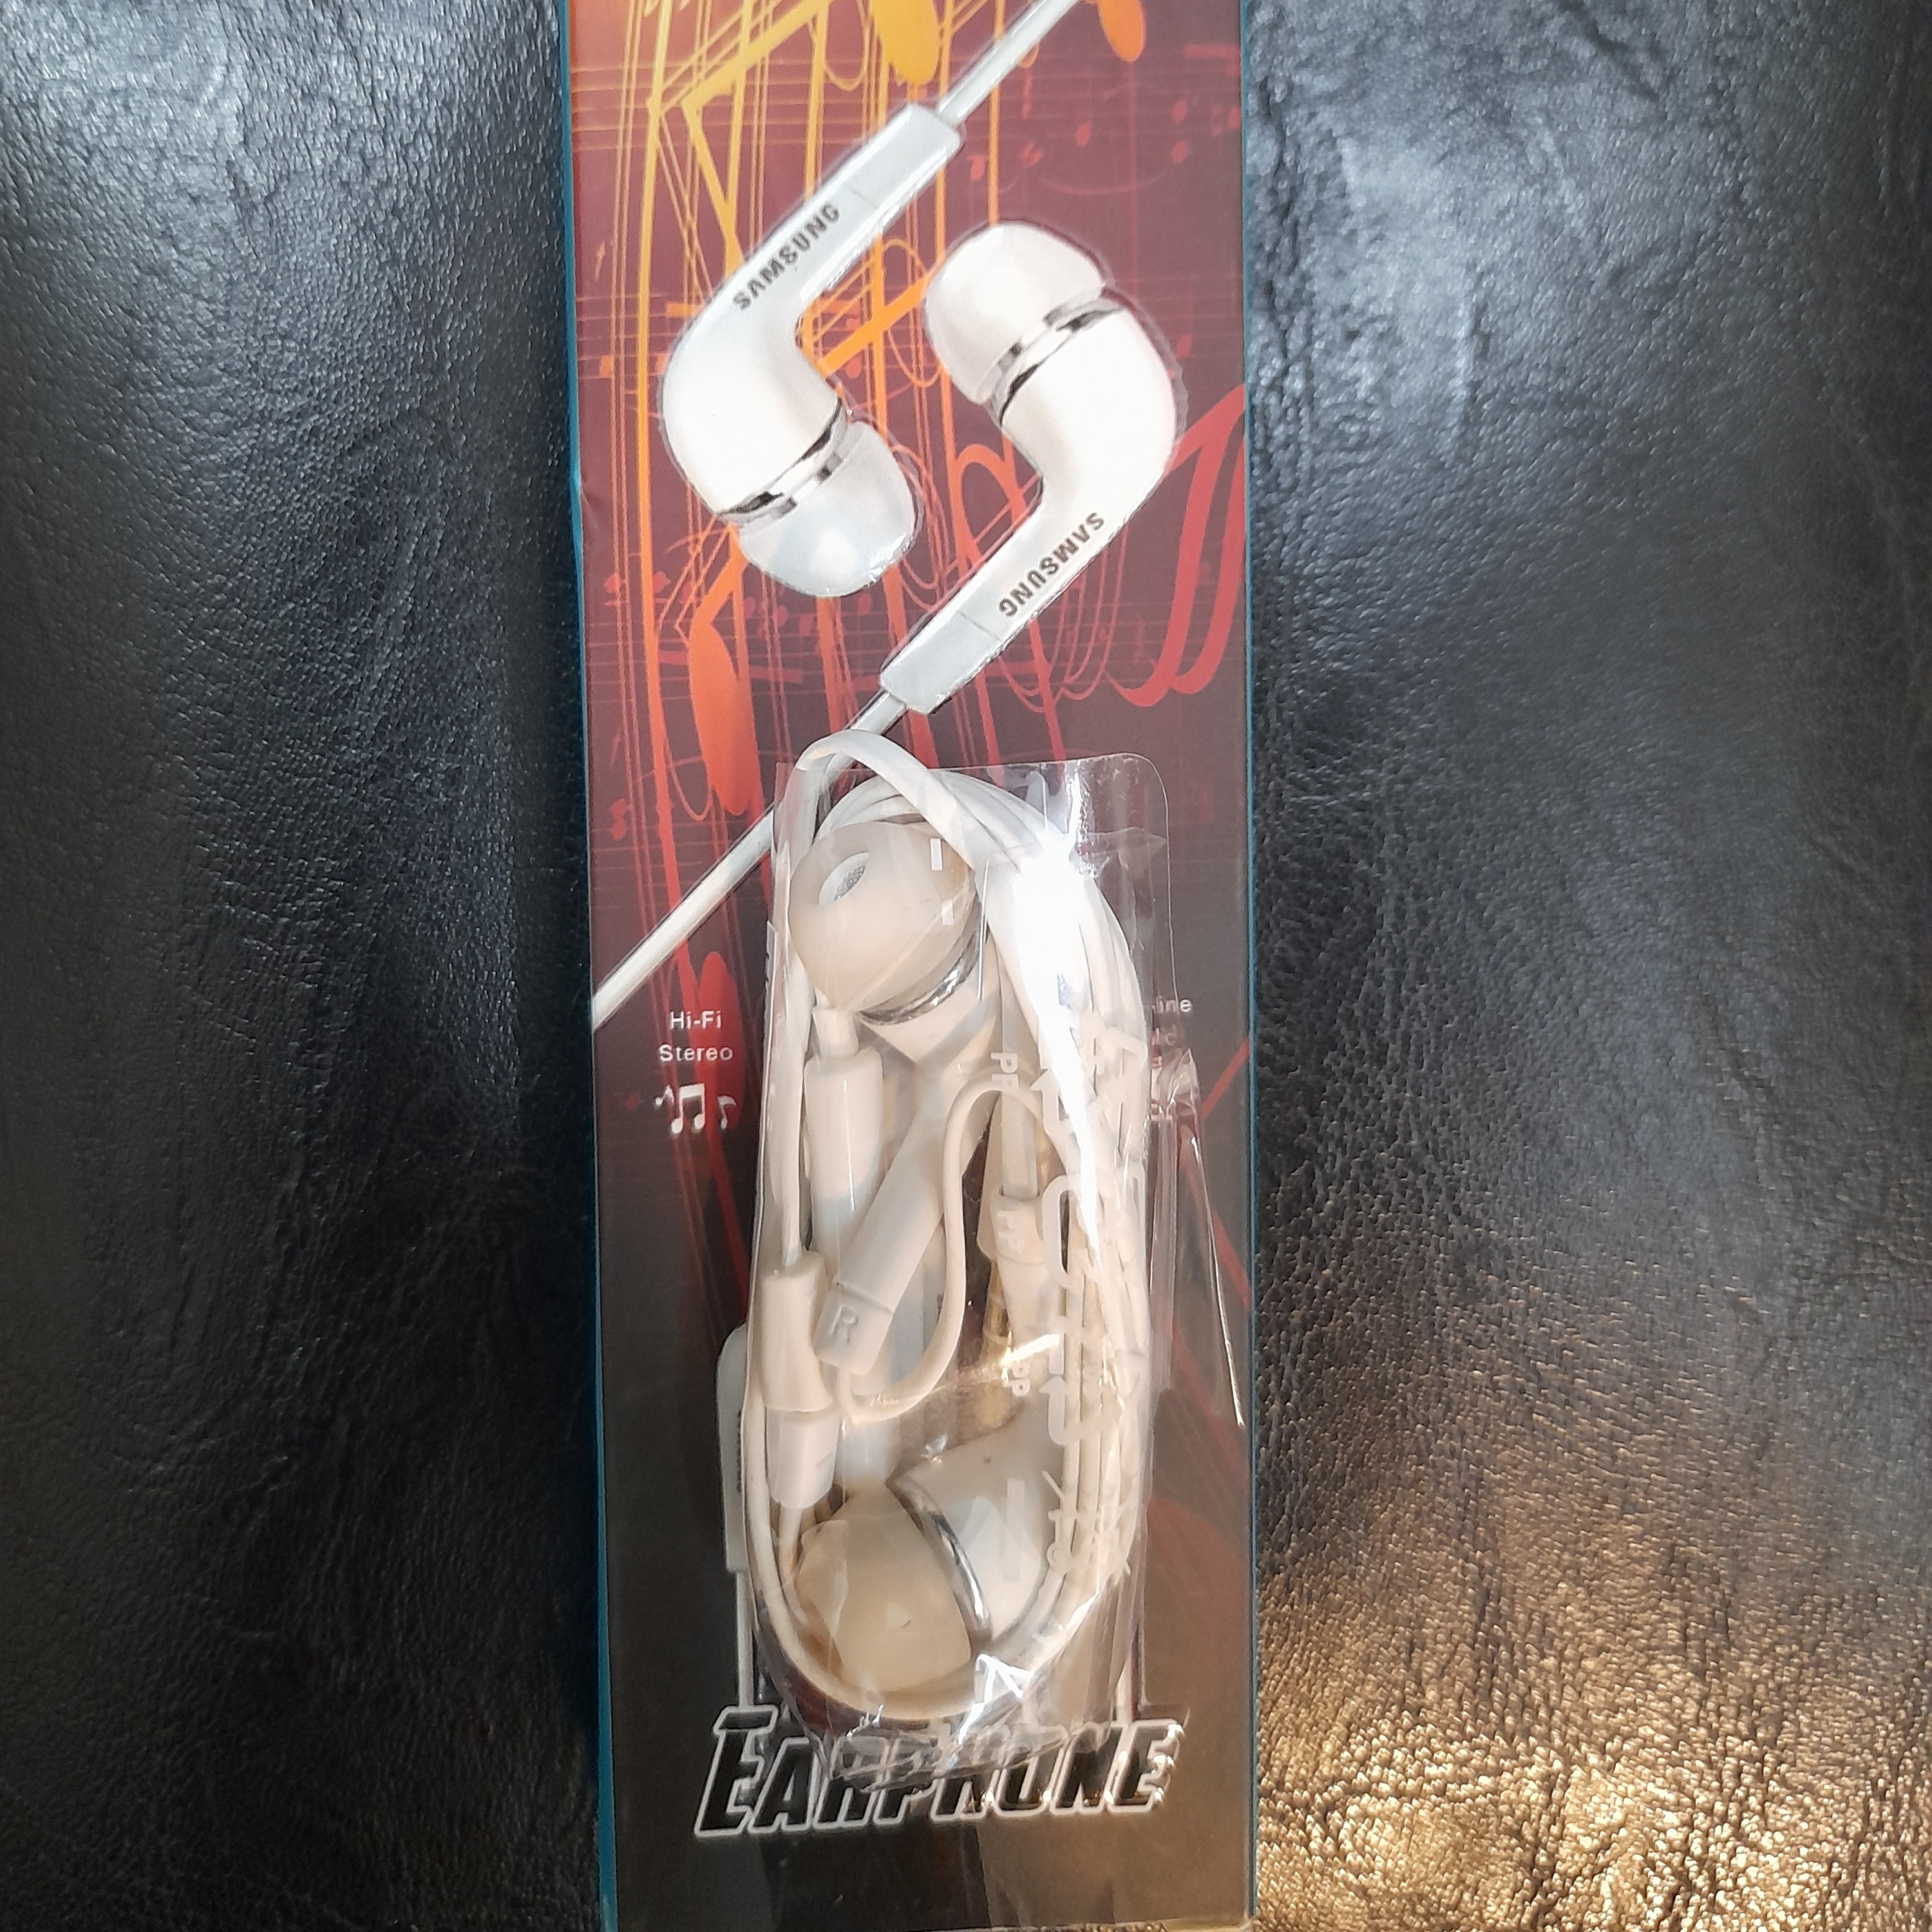 SAMSUNG
SAMSUNG
Hi-Fi
Stereo
R
EARPHONE